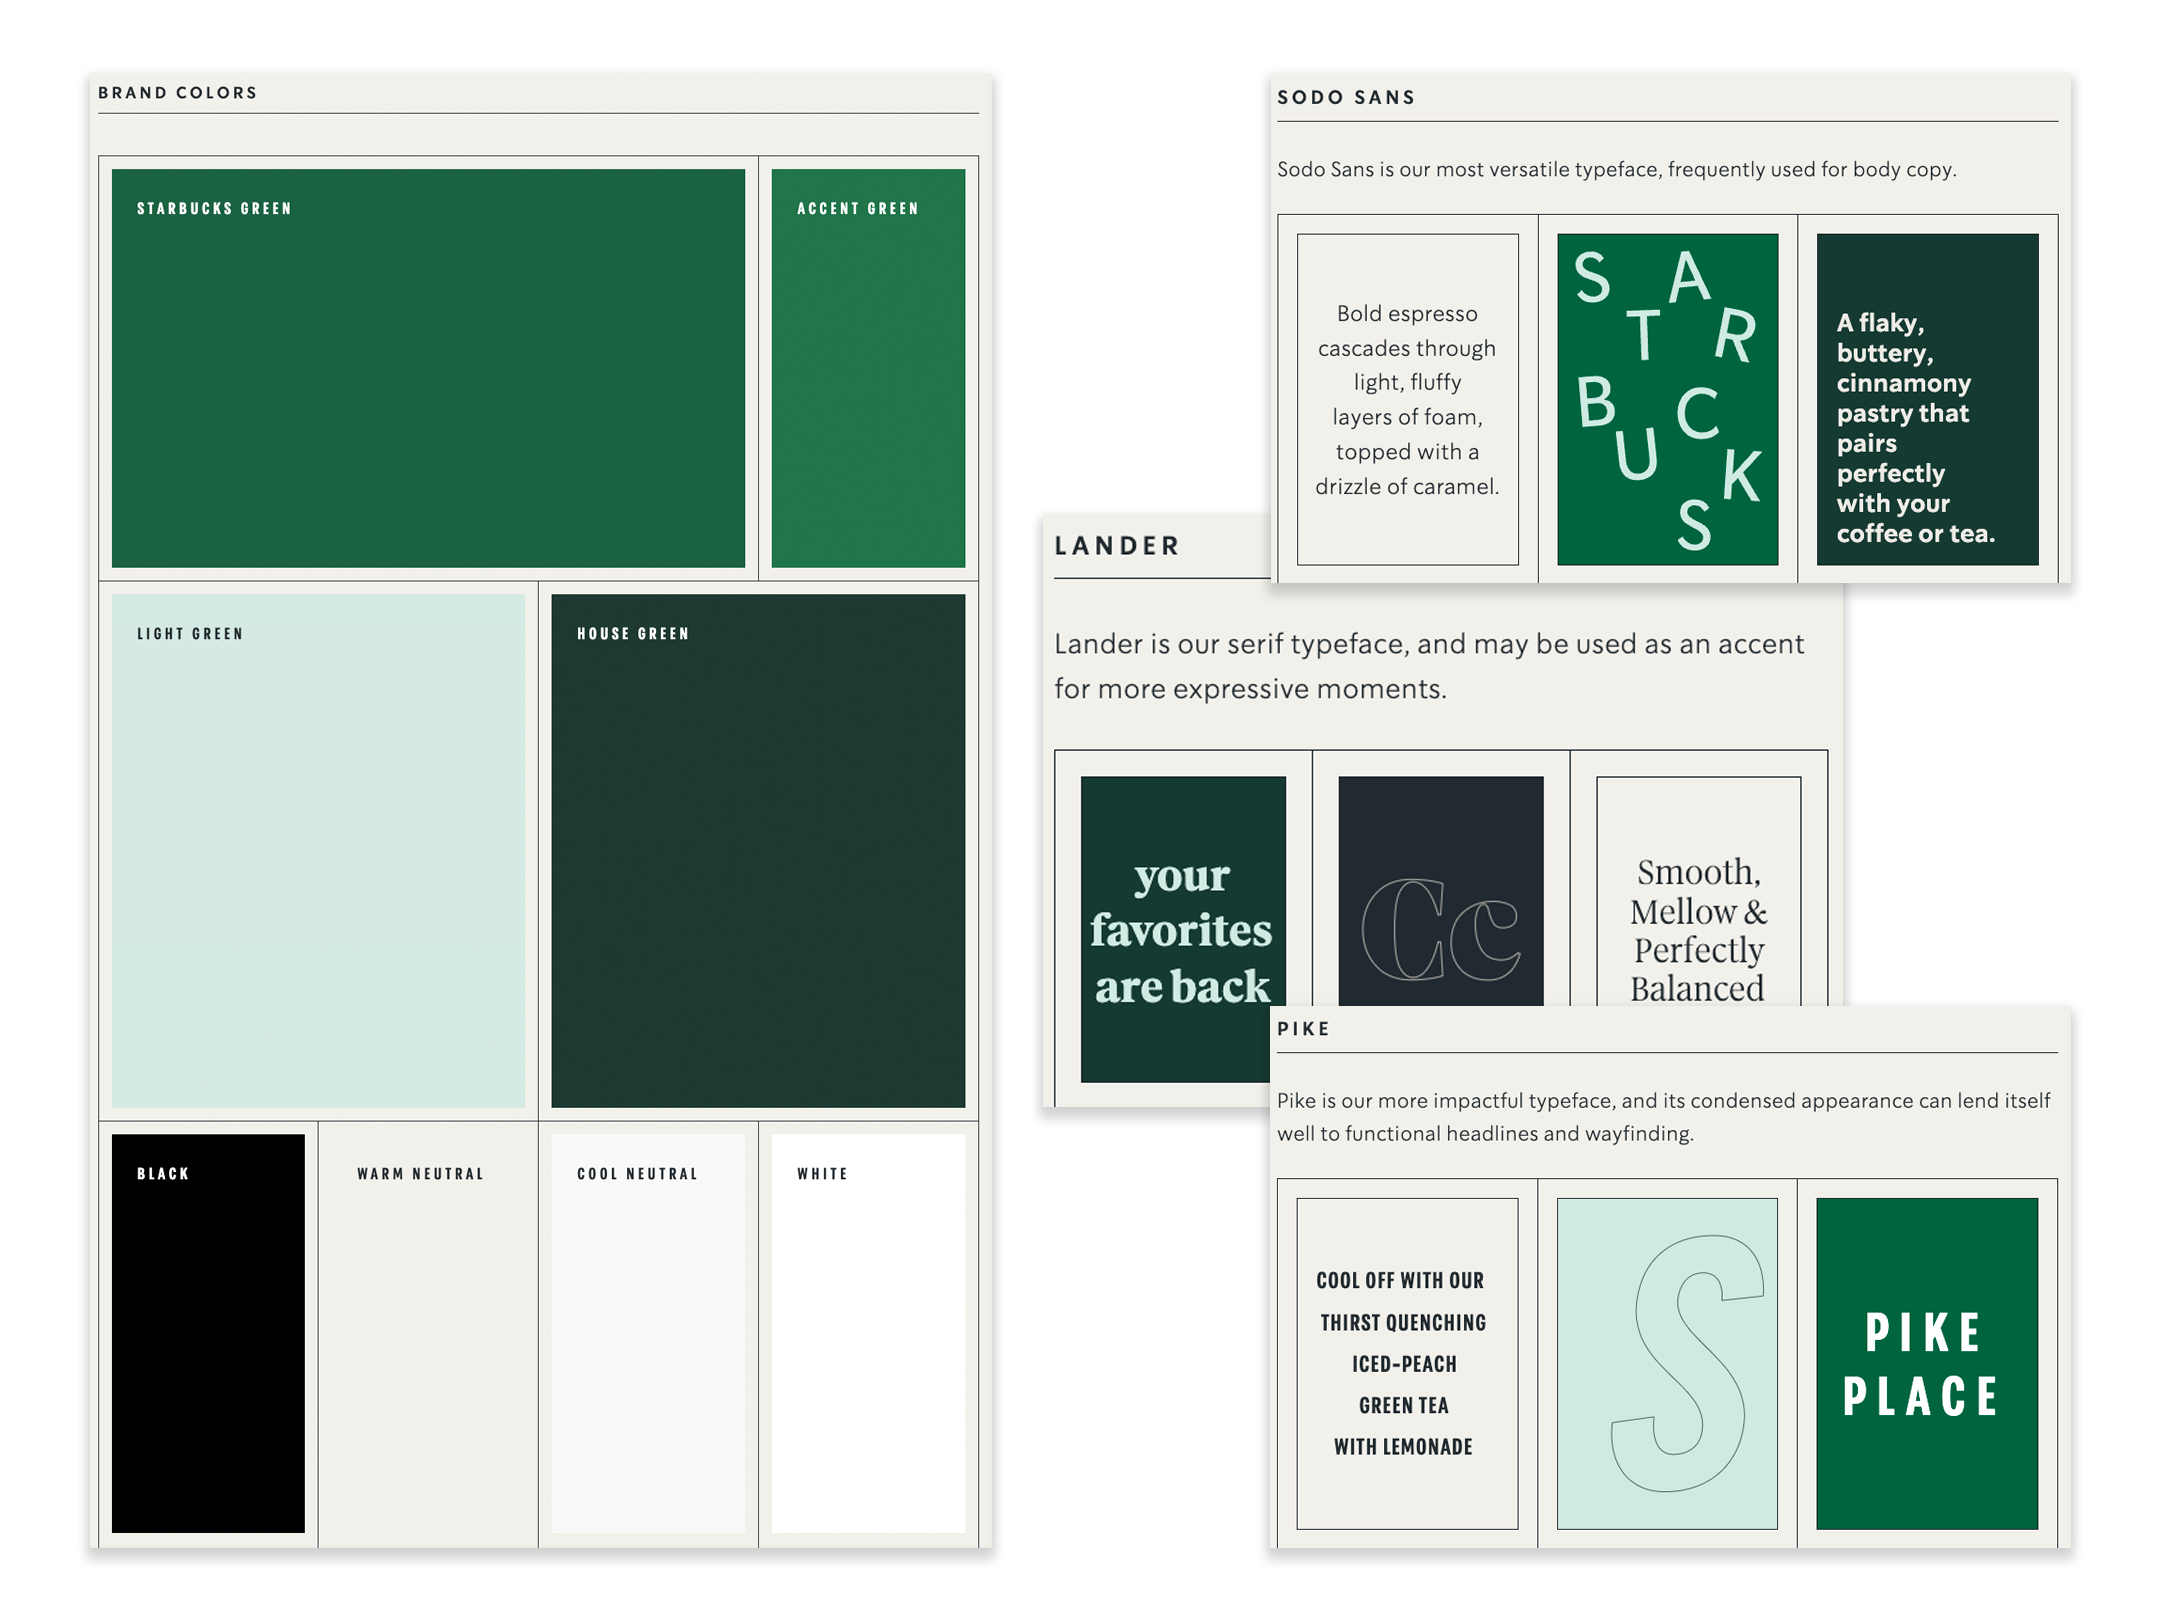 BRAND COLORS
STARBUCKS GREEN
ACCENT GREEN
LIGHT GREEN
HOUSE GREEN
BLACK
WARM NEUTRAL
COOL NEUTRAL
WHITE
SODO SANS
Sodo Sans is our most versatile typeface, frequently used for body copy.
Bold espresso
cascades through
light, fluffy
layers of foam,
topped with a
drizzle of caramel.
S A
T R
B C
U K
S
A flaky,
buttery,
cinnamony
pastry that
pairs
perfectly
with your
coffee or tea.
LANDER
Lander is our serif typeface, and may be used as an accent
for more expressive moments.
your
favorites
are back
Cc
Smooth,
Mellow &
Perfectly
Balanced
PIKE
Pike is our more impactful typeface, and its condensed appearance can lend itself
well to functional headlines and wayfinding.
COOL OFF WITH OUR
THIRST QUENCHING
ICED-PEACH
GREEN TEA
WITH LEMONADE
S
PIKE
PLACE